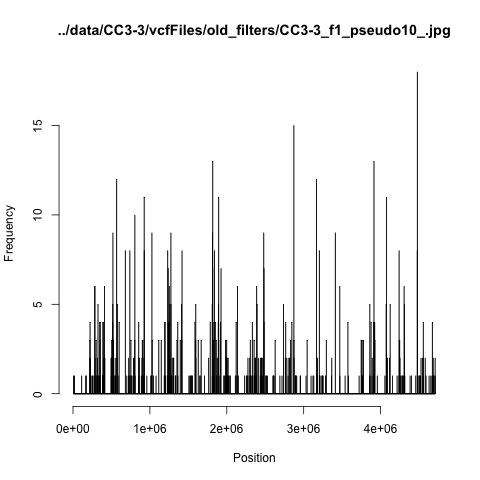 ../data/CC3-3/vcfFiles/old_filters/CC3-3_f1_pseudo10_.jpg
Frequency
15
10
5
0
0e+00 1e+06 2e+06 3e+06 4e+06
Position